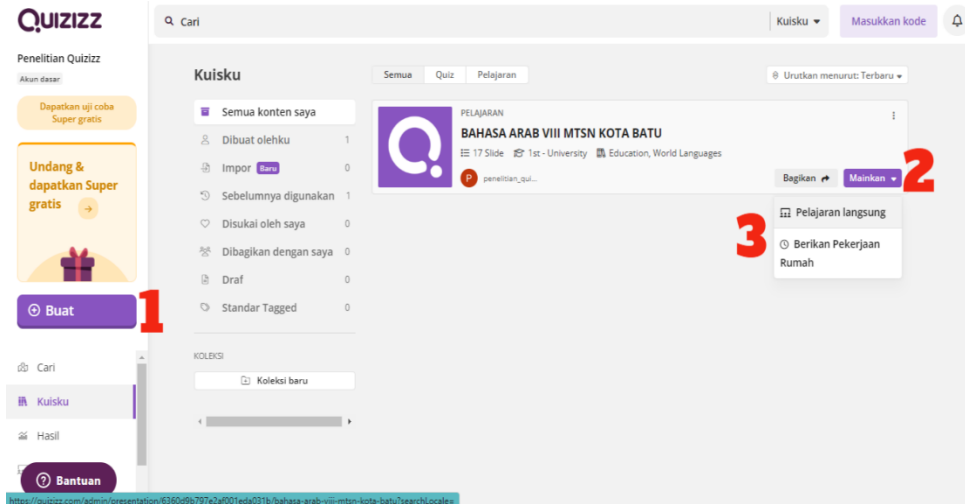 QUIZIZZ
Cari
Kuisku
Masukkan kode
Penelitian Quizizz
Akun dasar
Dapatkan uji coba
Super gratis
Undang &
dapatkan Super
gratis
Buat
1
Cari
Kuisku
Hasil
Bantuan
Kuisku
Semua konten saya
Dibuat olehku 1
Impor Baru 0
Sebelumnya digunakan 1
Disukai oleh saya 0
Dibagikan dengan saya 0
Draf 0
Standar Tagged 0
KOLEKSI
Koleksi baru
Semua Quiz Pelajaran
Urutkan menurut: Terbaru
PELAJARAN
BAHASA ARAB VIII MTSN KOTA BATU
17 Slide 1st - University Education, World Languages
P penelitian_qui...
Bagikan Mainkan
2
3
Pelajaran langsung
Berikan Pekerjaan
Rumah
https://quizizz.com/admin/presentation/6360d9b797e2af001eda031b/bahasa-arab-viii-mtsn-kota-batu?searchLocale=